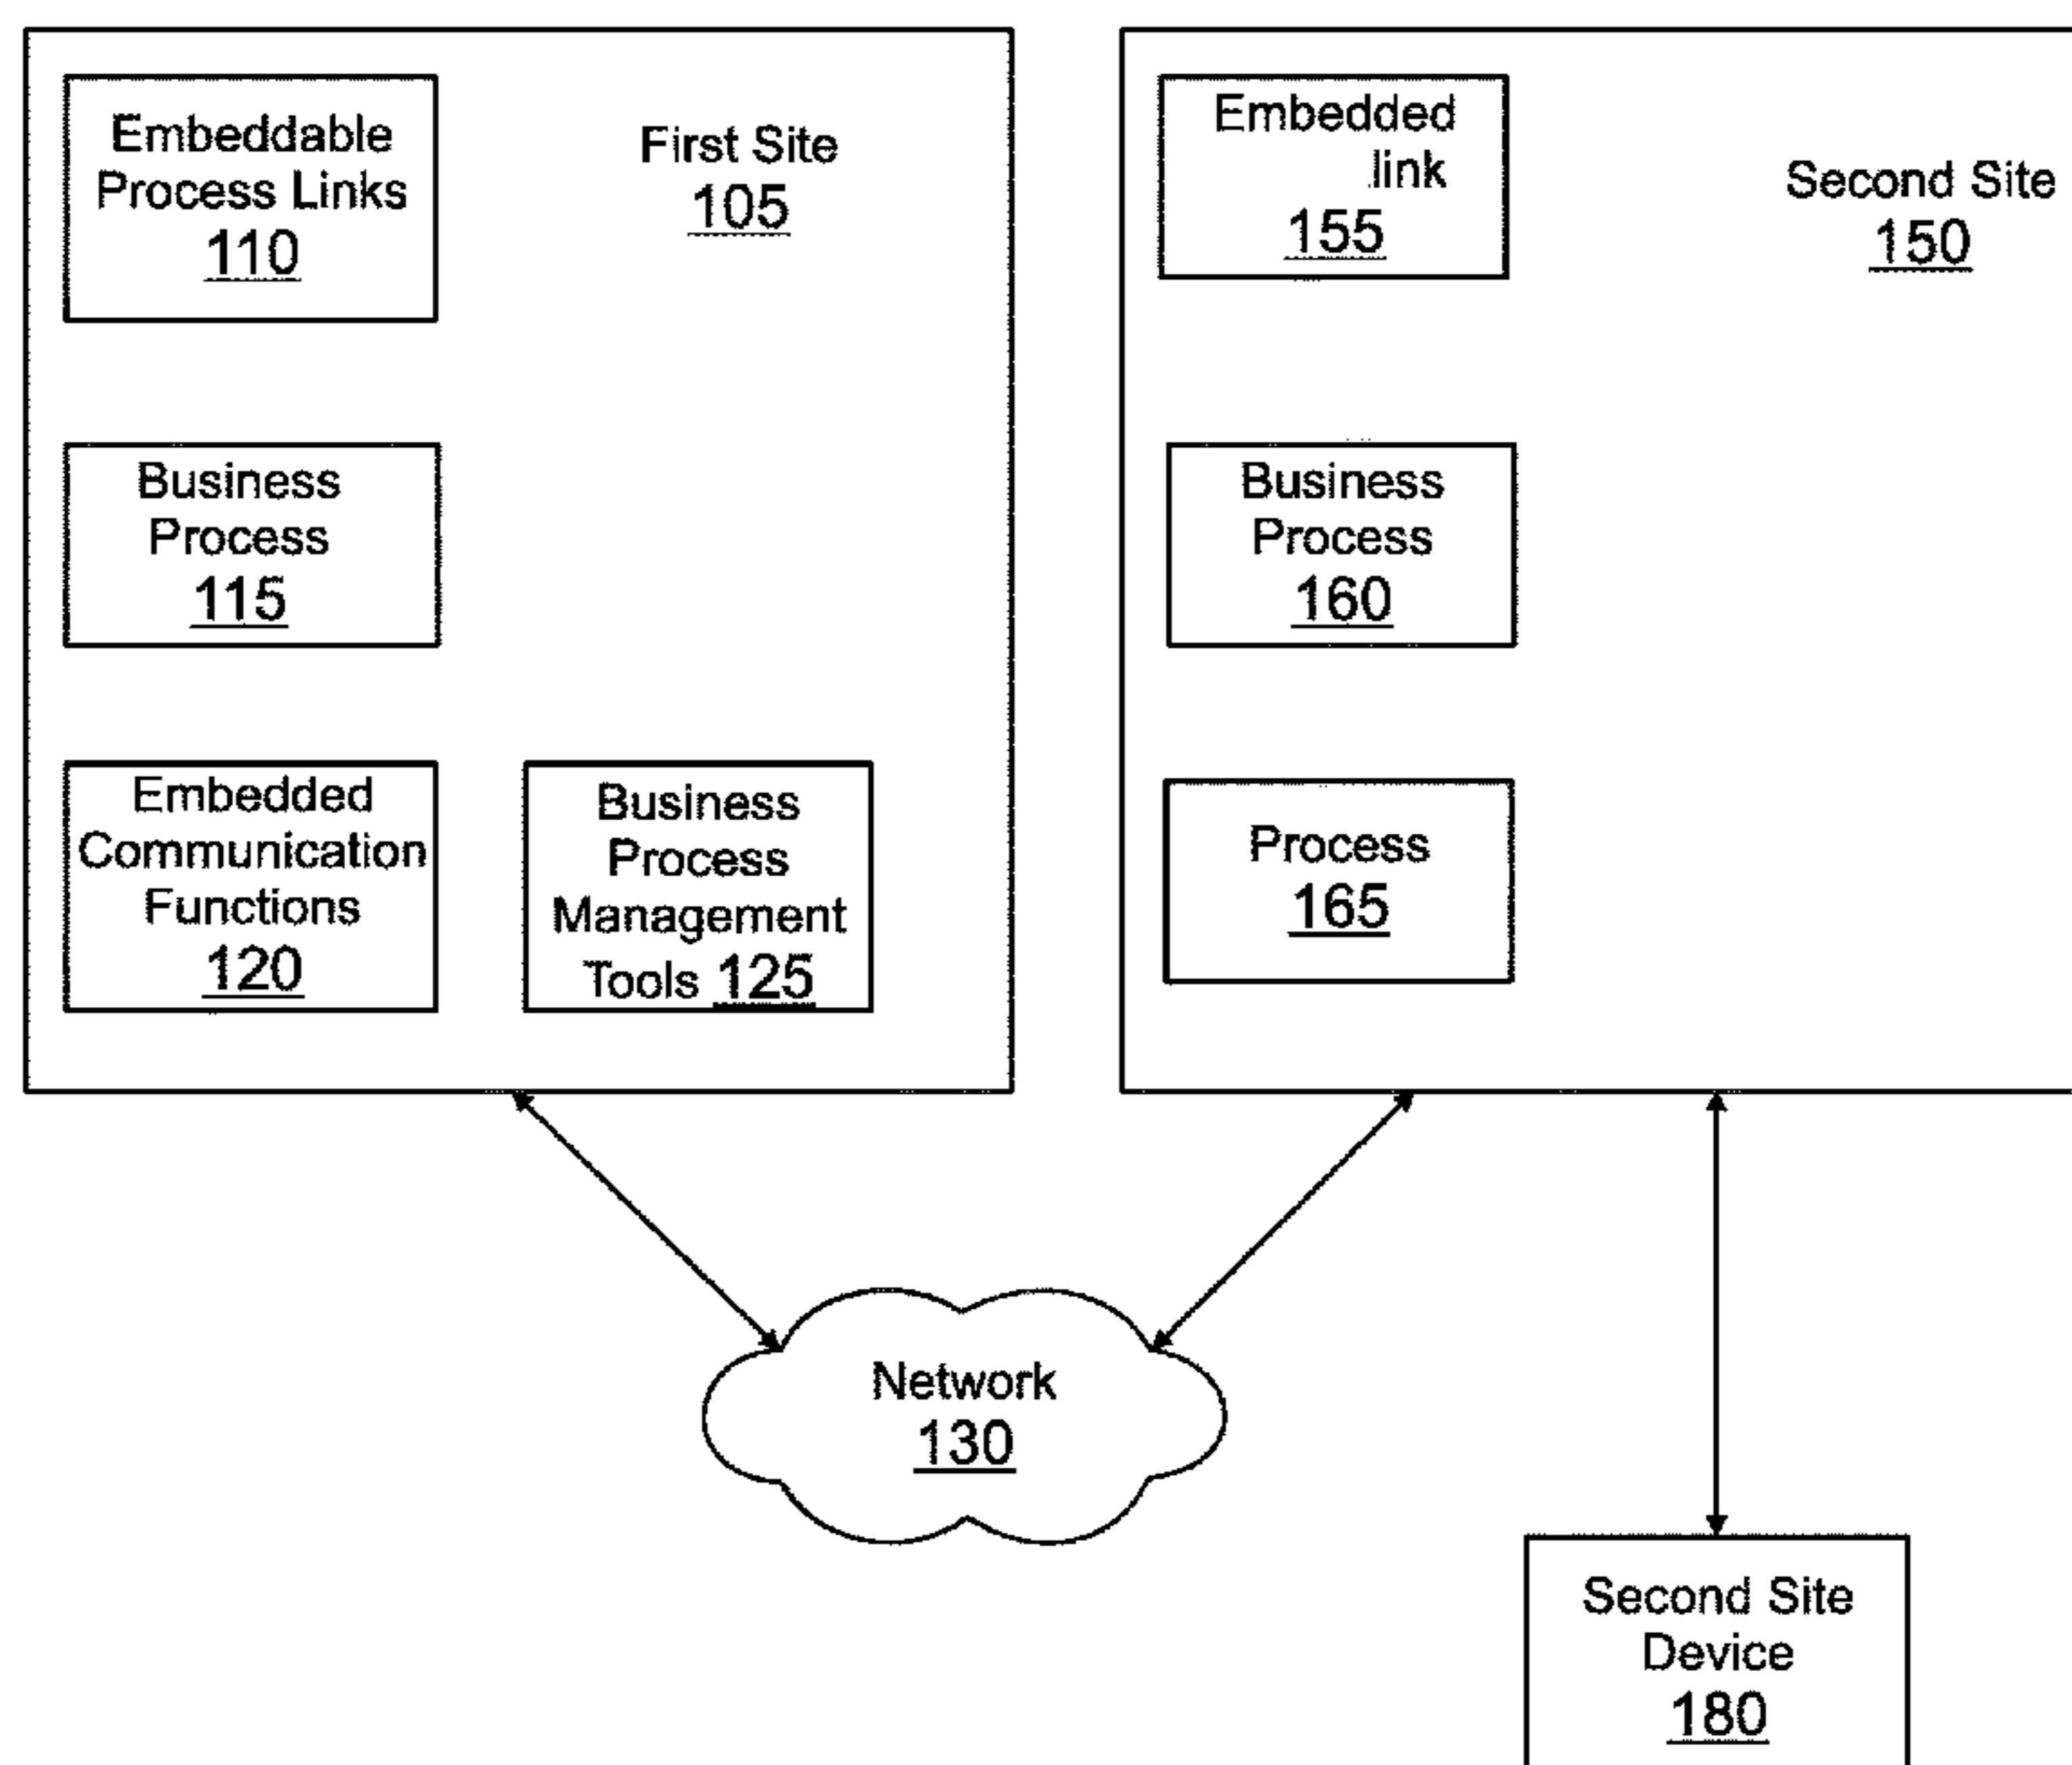 Embeddable
Process Links
110
First Site
105
Business
Process
115
Embedded
Communication
Functions
120
Business
Process
Management
Tools 125
Embedded
link
155
Second Site
150
Business
Process
160
Process
165
Network
130
Second Site
Device
180